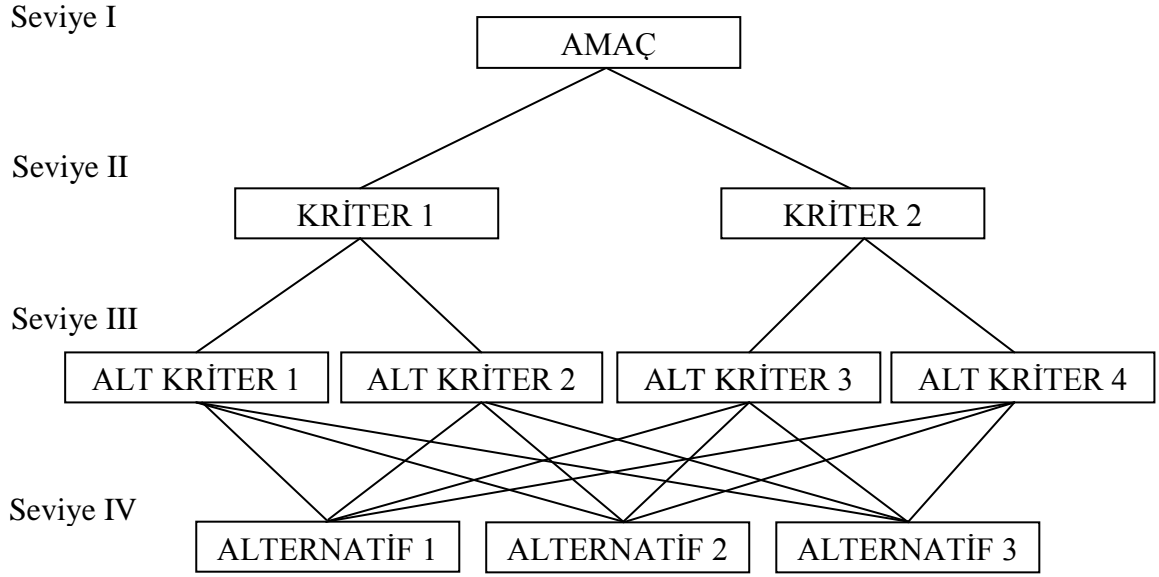 Seviye I
AMAÇ
Seviye II
KRİTER 1
KRİTER 2
Seviye III
ALT KRİTER 1
ALT KRİTER 2
ALT KRİTER 3
ALT KRİTER 4
Seviye IV
ALTERNATİF 1
ALTERNATİF 2
ALTERNATİF 3